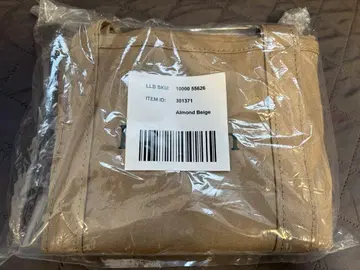 LLB SKU: 10000 55826
ITEM ID: 301371
Almond Beige